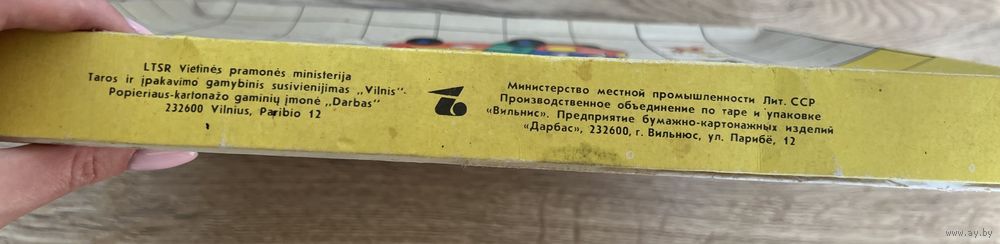 LTSR Vietinės pramonės ministerija
Taros ir įpakavimo gamybinis susivienijimas „Vilnis“.
Popieriaus-kartonažo gaminių įmonė „Darbas“
232600 Vilnius, Paribio 12
Министерство местной промышленности Лит. ССР
Производственное объединение по таре и упаковке
«Вильнис». Предприятие бумажно-картонажных изделий
«Дарбас», 232600, г. Вильнюс, ул. Парибё, 12
www.ay.by